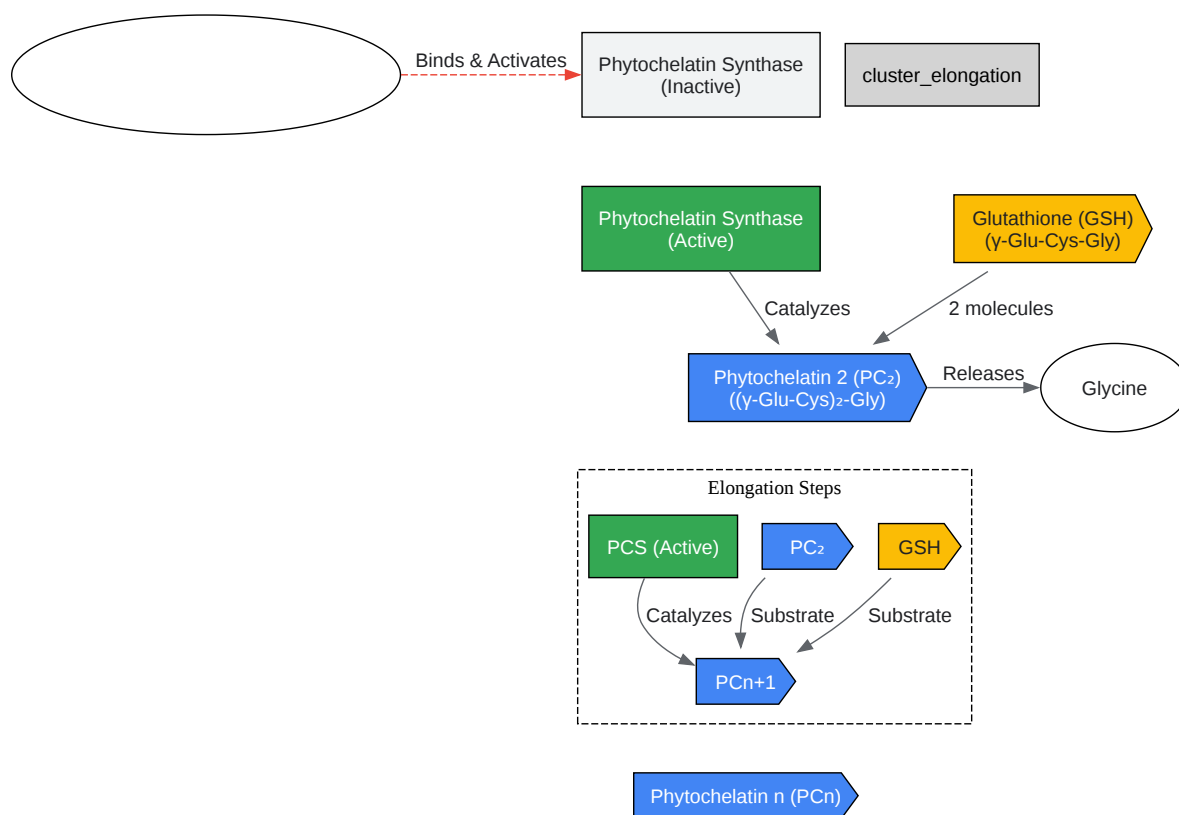 Binds & Activates
Phytochelatin Synthase
(Inactive)
cluster_elongation
Phytochelatin Synthase
(Active)
Glutathione (GSH)
(γ-Glu-Cys-Gly)
Catalyzes
2 molecules
Phytochelatin 2 (PC₂)
((γ-Glu-Cys)₂-Gly)
Releases
Glycine
Elongation Steps
PCS (Active)
PC₂
GSH
Catalyzes
Substrate
Substrate
PCn+1
Phytochelatin n (PCn)